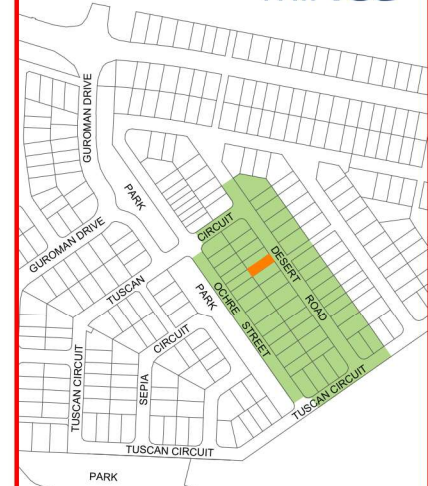 GUROMAN DRIVE
PARK
CIRCUIT
GUROMAN DRIVE
DESERT
ROAD
TUSCAN
PARK
OCHRE STREET
CIRCUIT
TUSCAN CIRCUIT
SEPIA
TUSCAN CIRCUIT
TUSCAN CIRCUIT
PARK